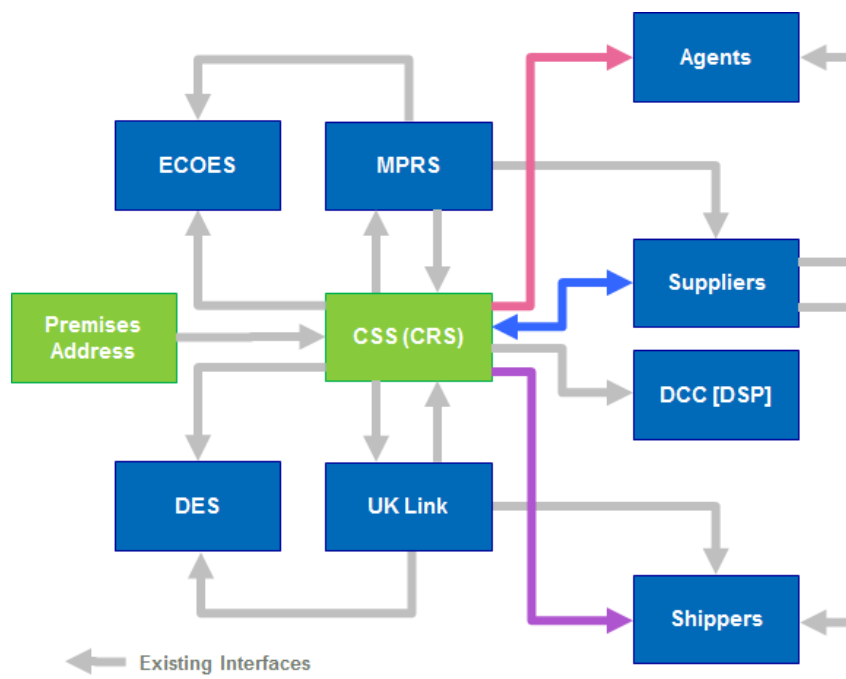 Agents
ECOES
MPRS
Suppliers
Premises
Address
CSS (CRS)
DCC [DSP]
DES
UK Link
Shippers
Existing Interfaces